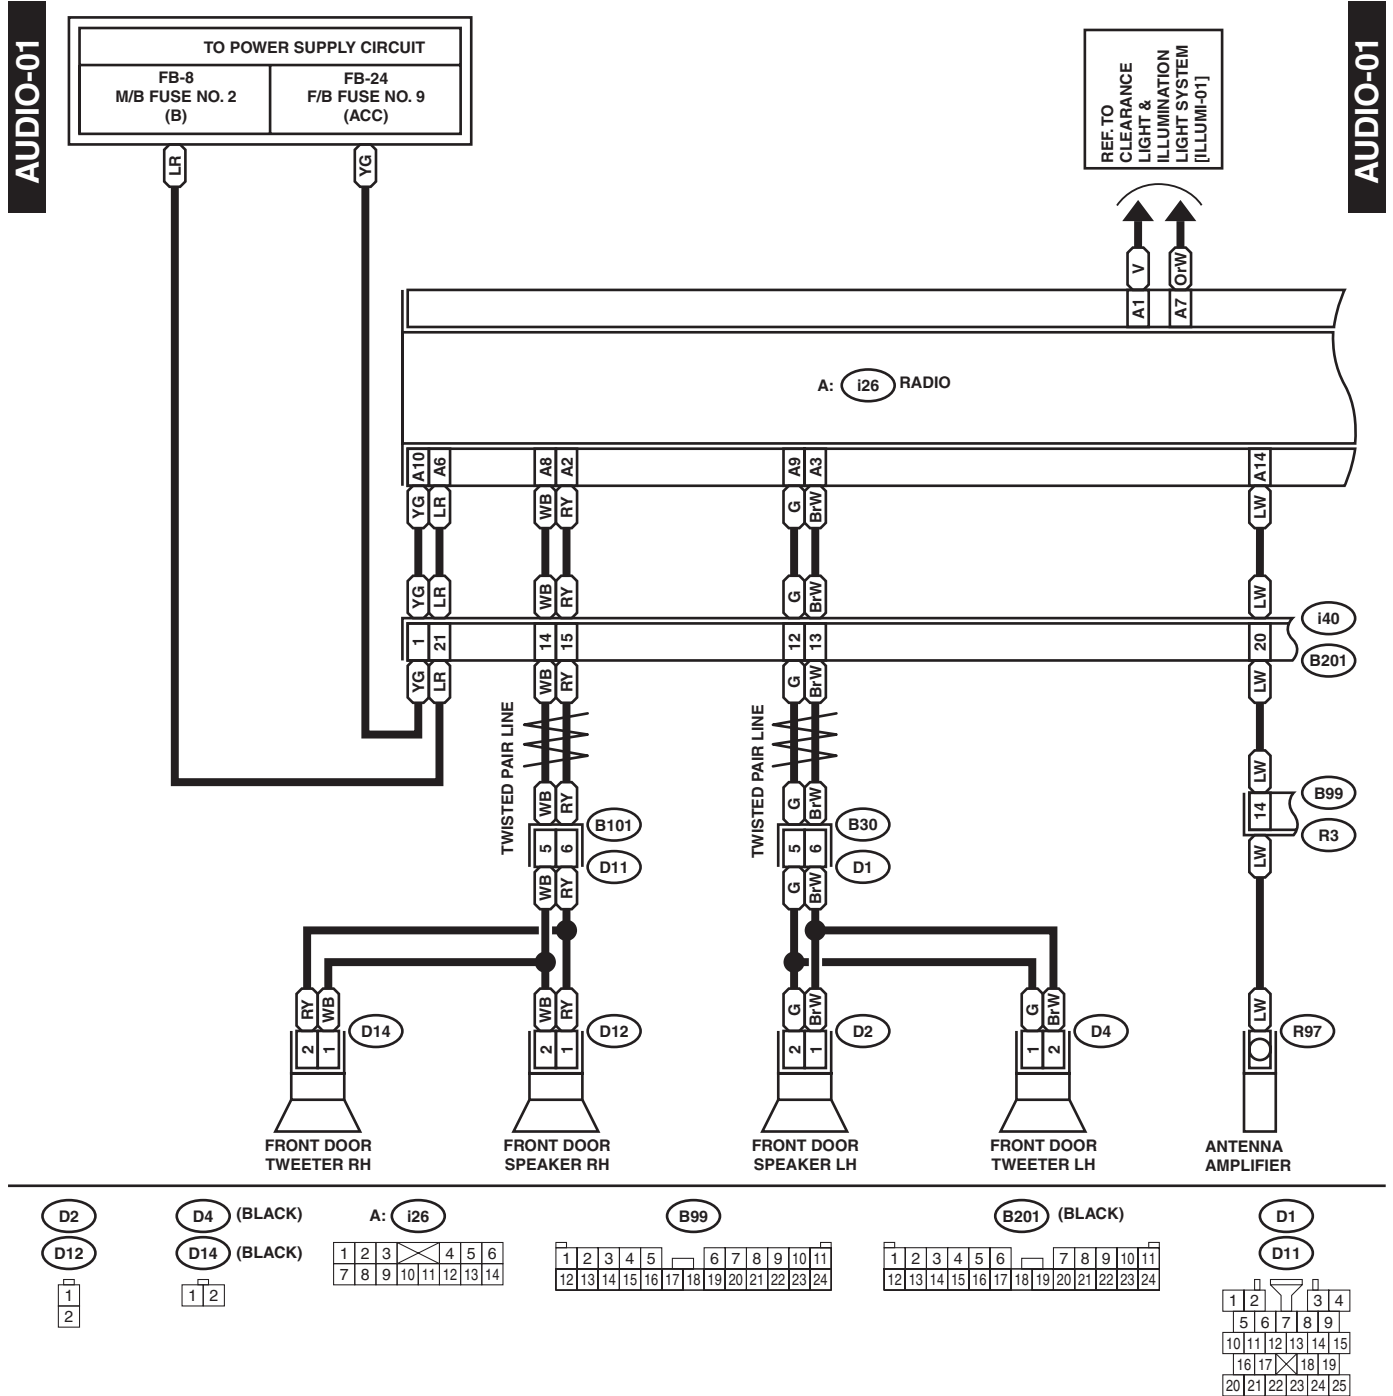 AUDIO-01
AUDIO-01
TO POWER SUPPLY CIRCUIT
FB-8
M/B FUSE NO. 2
(B)
FB-24
F/B FUSE NO. 9
(ACC)
REF. TO
CLEARANCE
LIGHT &
ILLUMINATION
LIGHT SYSTEM
[ILLUMI-01]
LR YG
V OrW
A1 A7
A: i26 RADIO
A10 A6 A8 A2 A9 A3 A14
YG LR WB RY G BrW LW
YG LR WB RY G BrW LW
i40
1 21 14 15 12 13 20
B201
YG LR WB RY G BrW LW
TWISTED PAIR LINE
TWISTED PAIR LINE
LW
B99
14
R3
LW
WB RY G BrW
B101 B30
5 6 5 6
D11 D1
WB RY G BrW
RY WB WB RY G BrW G BrW LW
2 1 D14 2 1 D12 2 1 D2 1 2 D4 R97
FRONT DOOR
TWEETER RH
FRONT DOOR
SPEAKER RH
FRONT DOOR
SPEAKER LH
FRONT DOOR
TWEETER LH
ANTENNA
AMPLIFIER
D2
D12
1
2
D4 (BLACK)
D14 (BLACK)
1 2
A: i26
1 2 3 4 5 6
7 8 9 10 11 12 13 14
B99
1 2 3 4 5 6 7 8 9 10 11
12 13 14 15 16 17 18 19 20 21 22 23 24
B201 (BLACK)
1 2 3 4 5 6 7 8 9 10 11
12 13 14 15 16 17 18 19 20 21 22 23 24
D1
D11
1 2 3 4
5 6 7 8 9
10 11 12 13 14 15
16 17 18 19
20 21 22 23 24 25